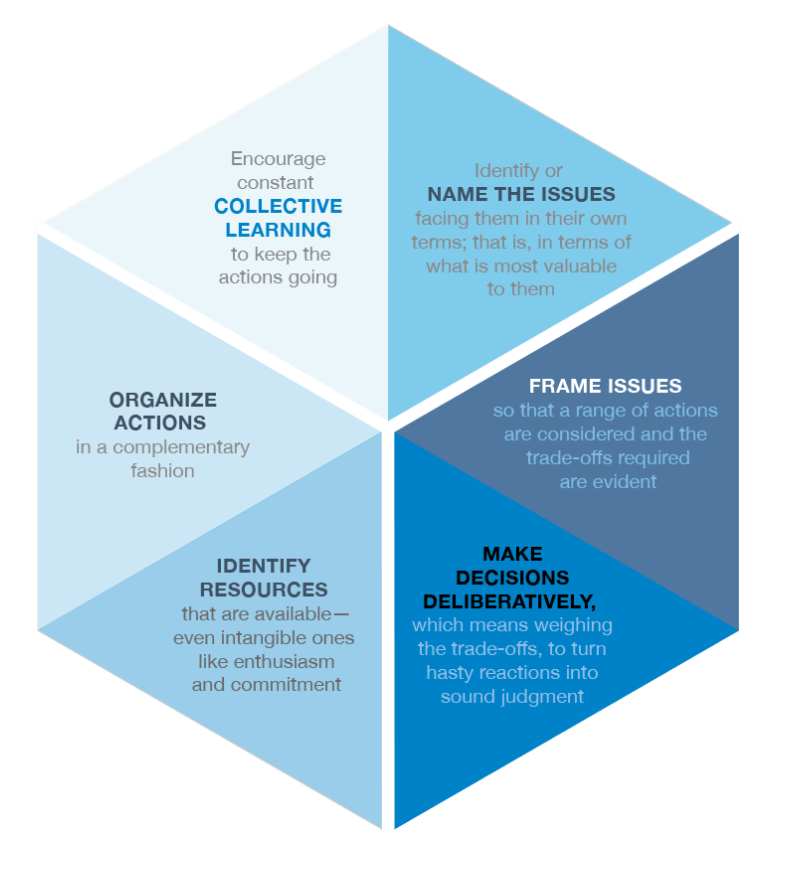 Encourage
constant
COLLECTIVE
LEARNING
to keep the
actions going
Identify or
NAME THE ISSUES
facing them in their own
terms; that is, in terms of
what is most valuable
to them
FRAME ISSUES
so that a range of actions
are considered and the
trade-offs required
are evident
MAKE
DECISIONS
DELIBERATIVELY,
which means weighing
the trade-offs, to turn
hasty reactions into
sound judgment
IDENTIFY
RESOURCES
that are available—
even intangible ones
like enthusiasm
and commitment
ORGANIZE
ACTIONS
in a complementary
fashion